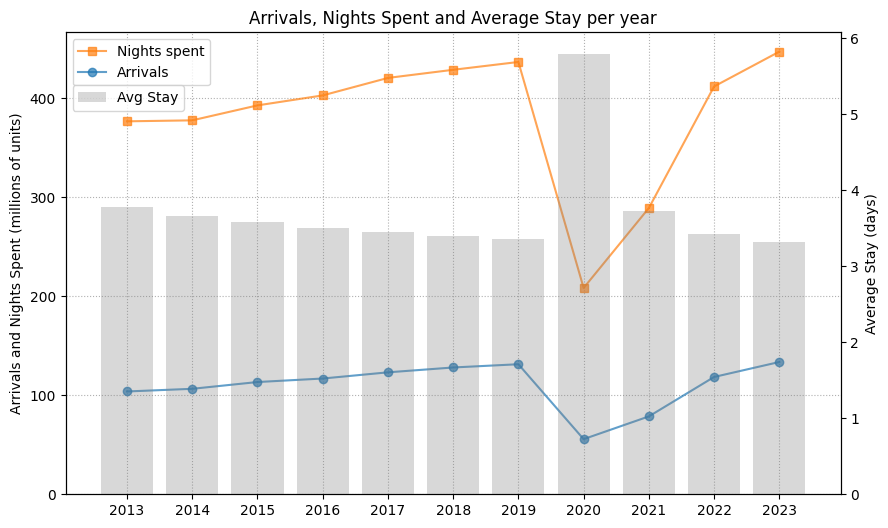 Arrivals, Nights Spent and Average Stay per year
Nights spent
Arrivals
Avg Stay
Arrivals and Nights Spent (millions of units)
400
300
200
100
0
6
5
4
3
2
1
0
Average Stay (days)
2013 2014 2015 2016 2017 2018 2019 2020 2021 2022 2023